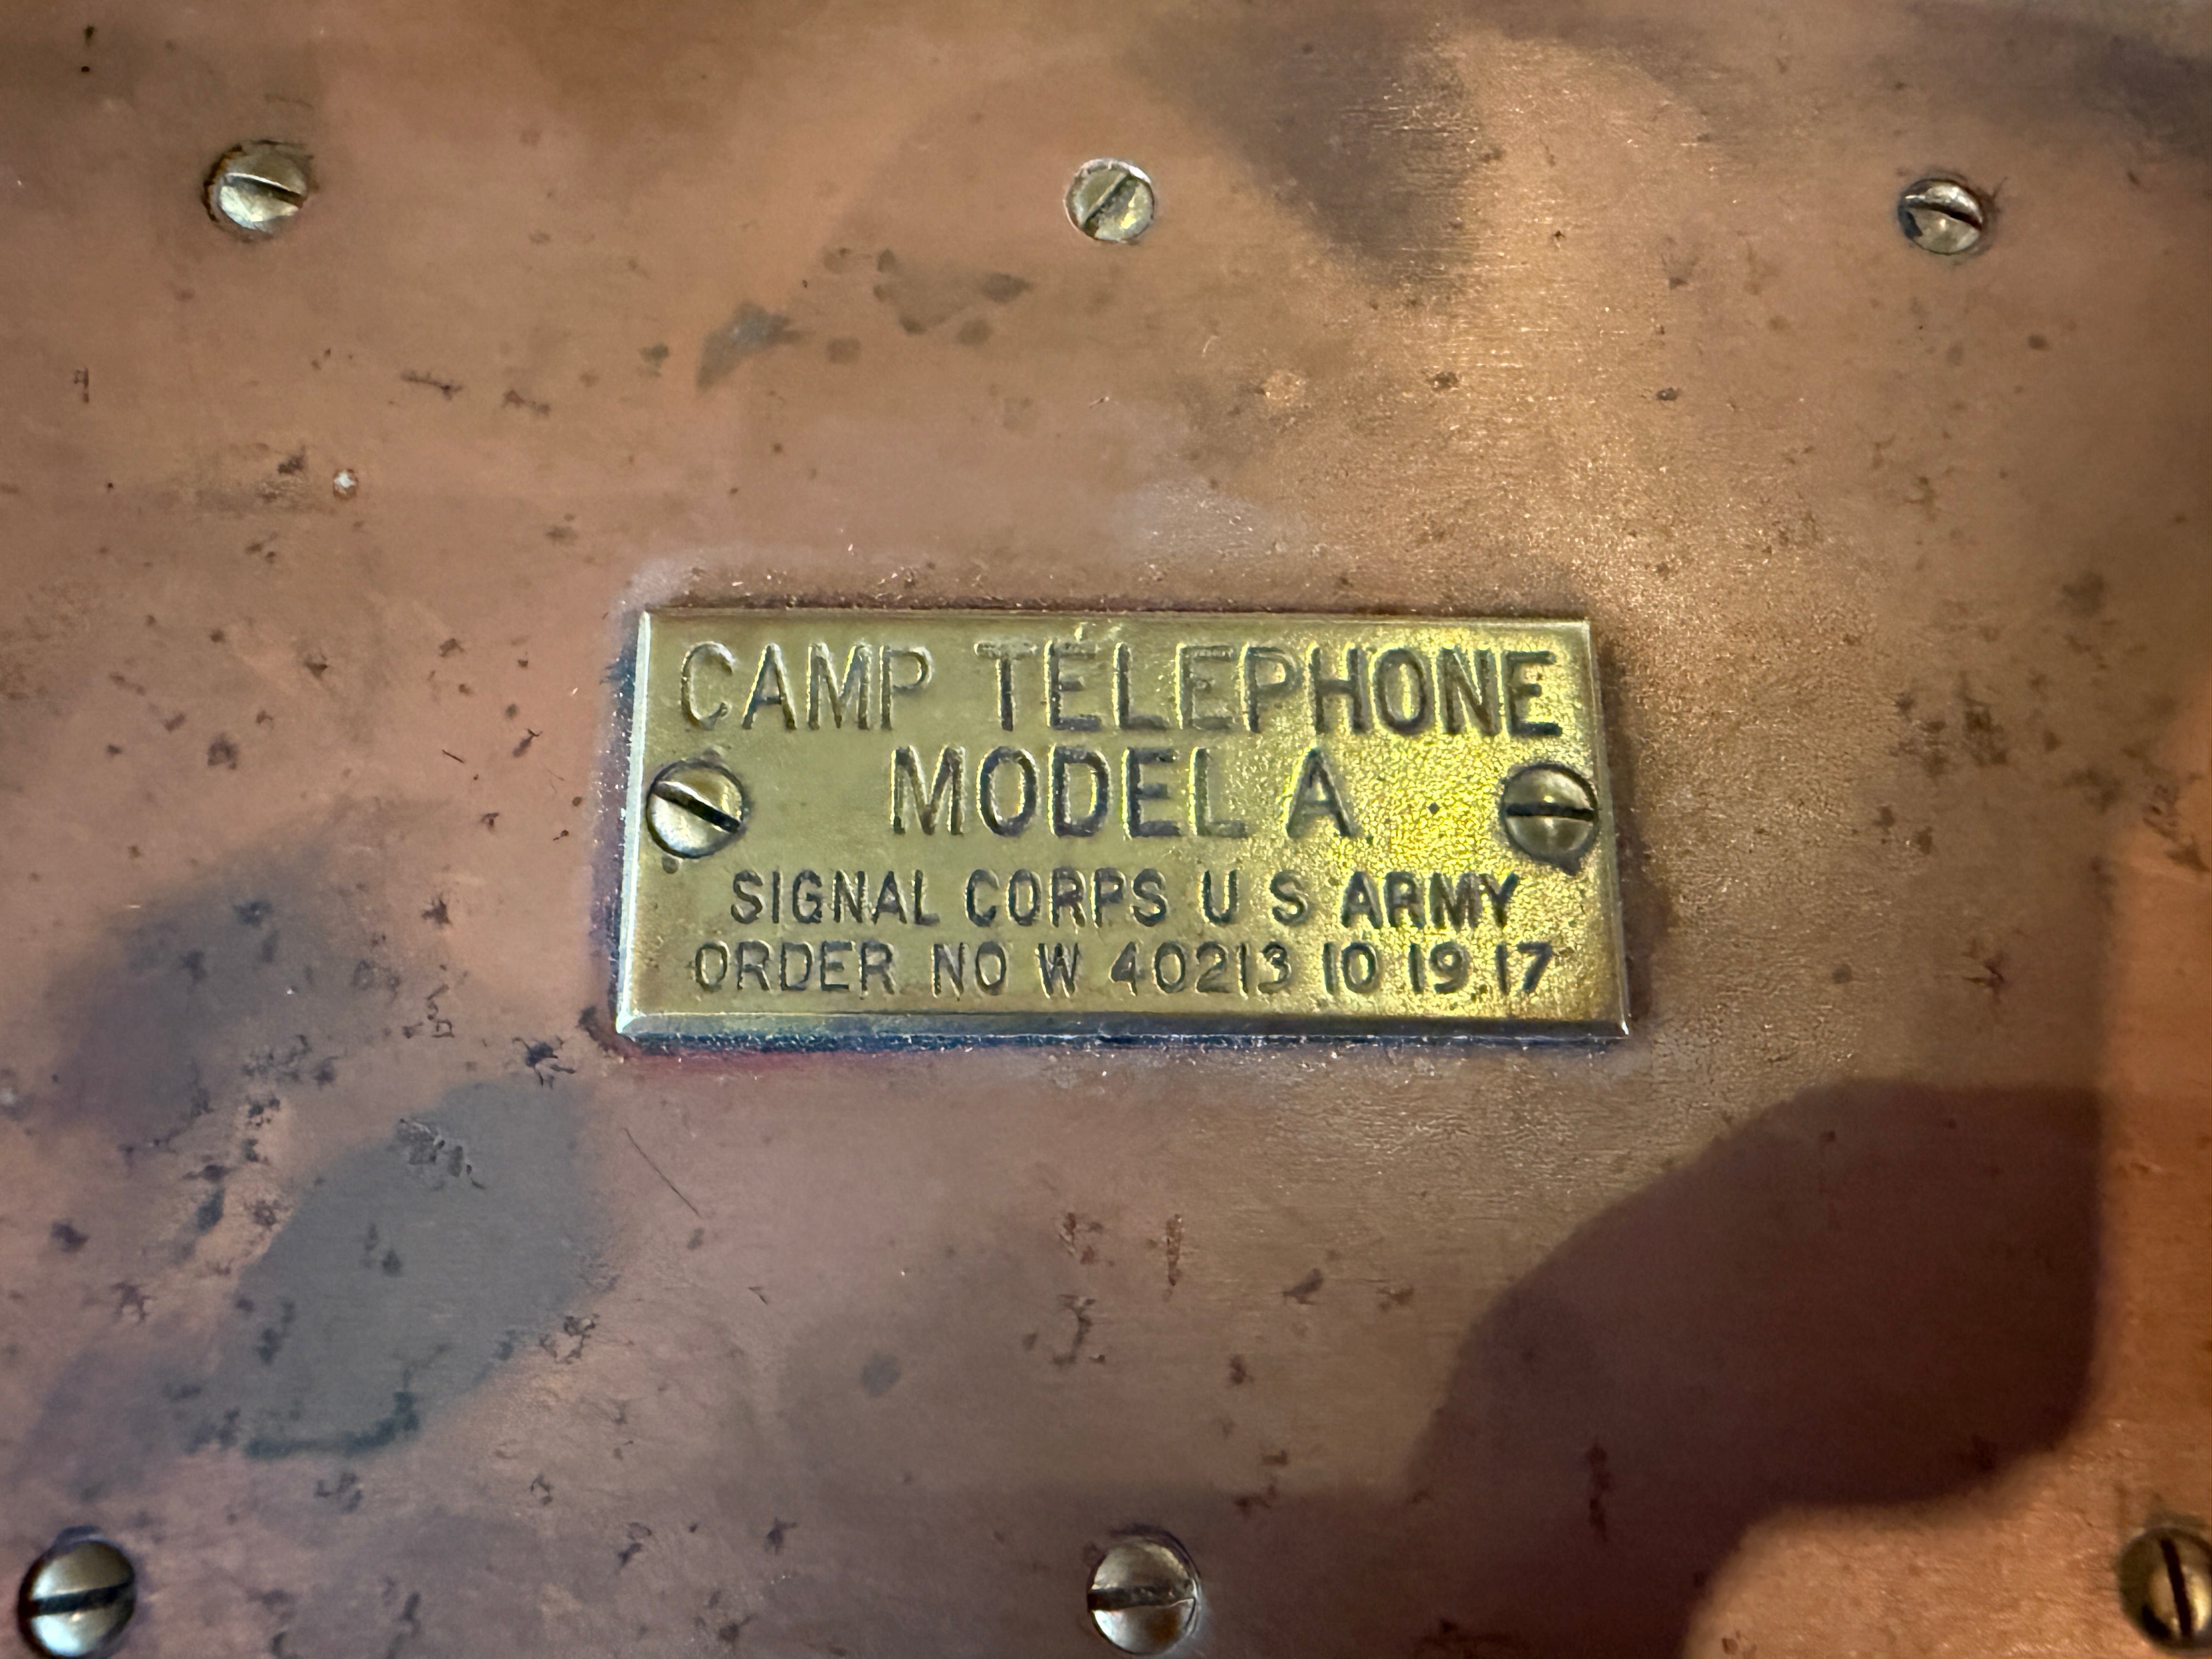 CAMP TELEPHONE
MODEL A
SIGNAL CORPS U S ARMY
ORDER NO W 40213 10 19 17